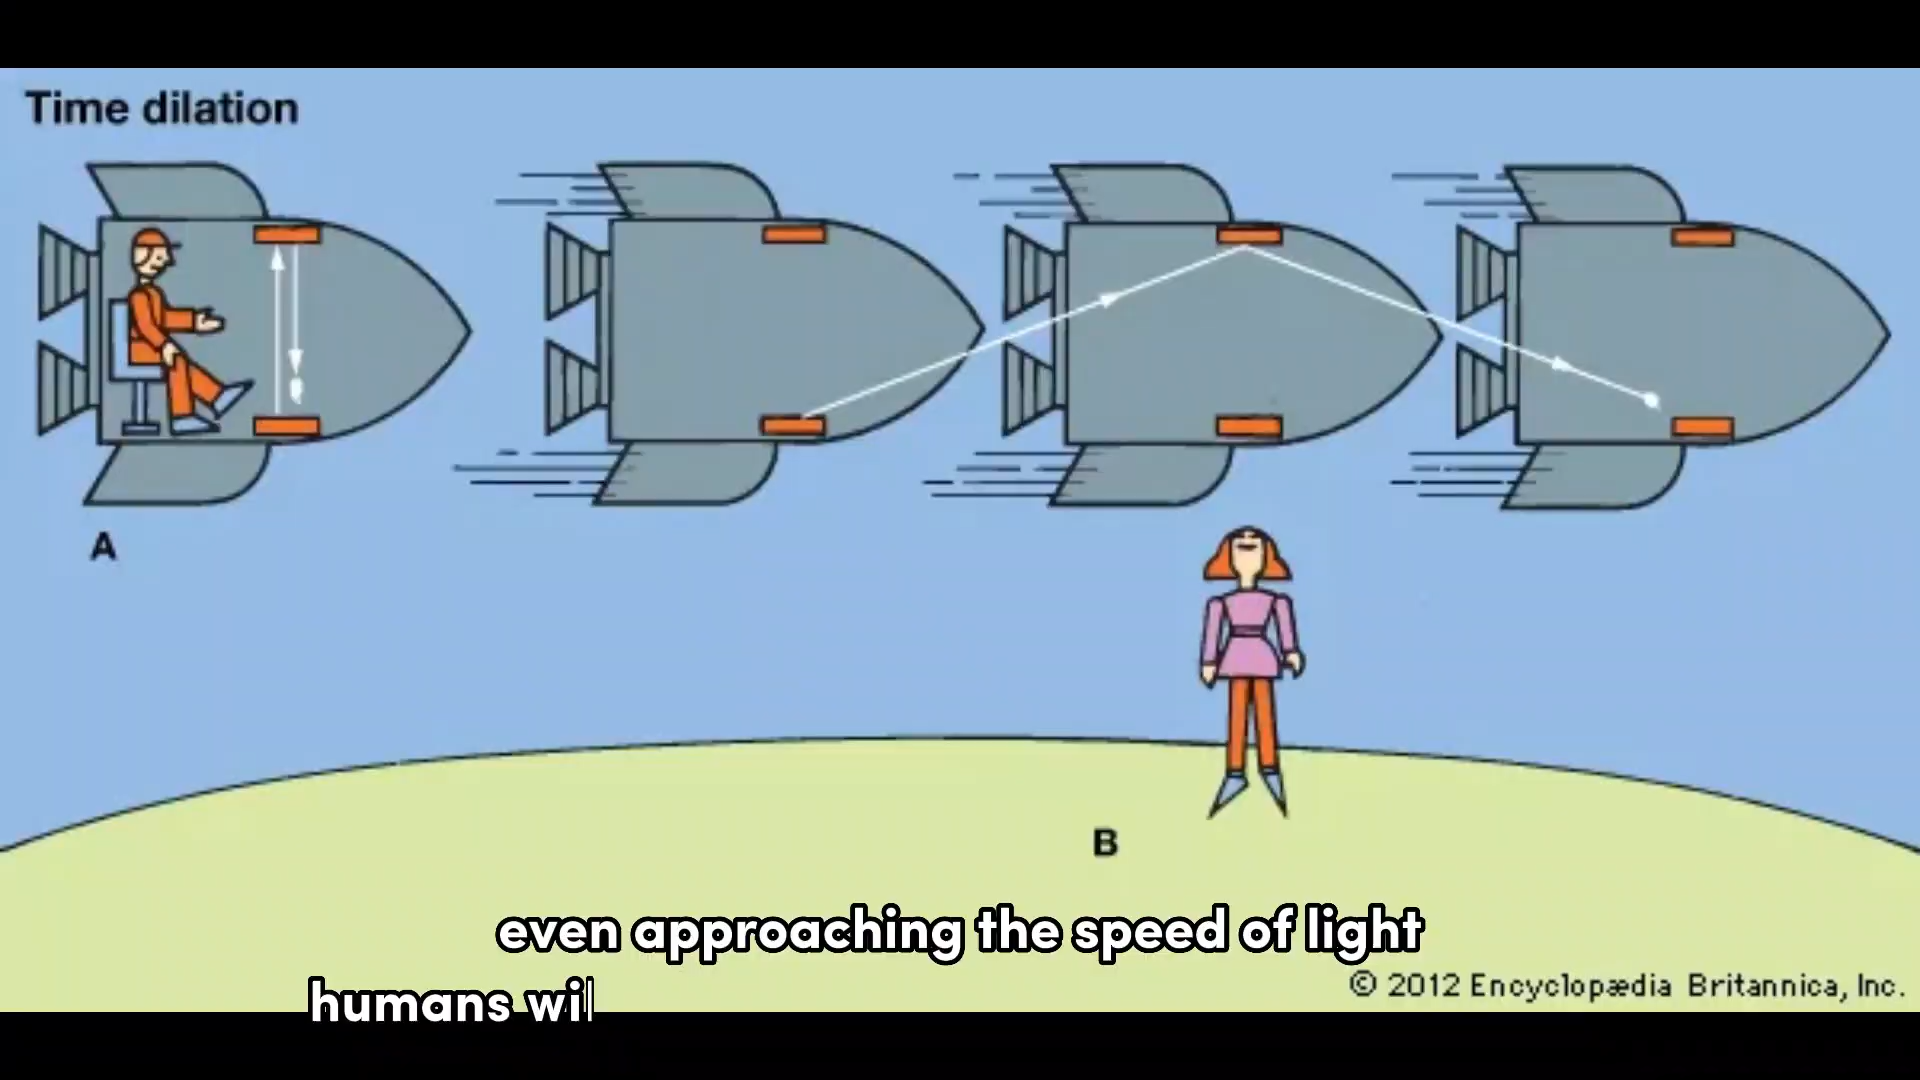 Time dilation
A
B
even approaching the speed of light
© 2012 Encyclopædia Britannica, Inc.
humans wil